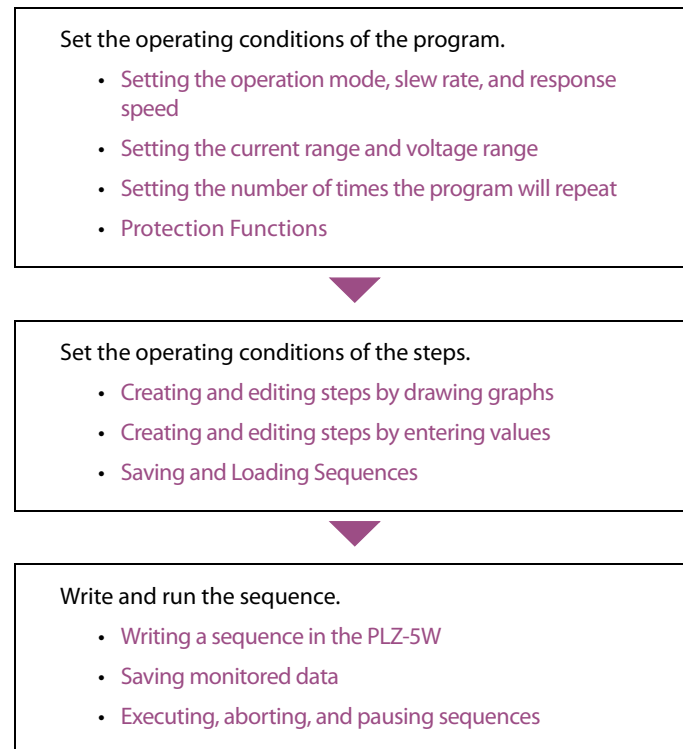 Set the operating conditions of the program.
• Setting the operation mode, slew rate, and response
speed
• Setting the current range and voltage range
• Setting the number of times the program will repeat
• Protection Functions
Set the operating conditions of the steps.
• Creating and editing steps by drawing graphs
• Creating and editing steps by entering values
• Saving and Loading Sequences
Write and run the sequence.
• Writing a sequence in the PLZ-5W
• Saving monitored data
• Executing, aborting, and pausing sequences